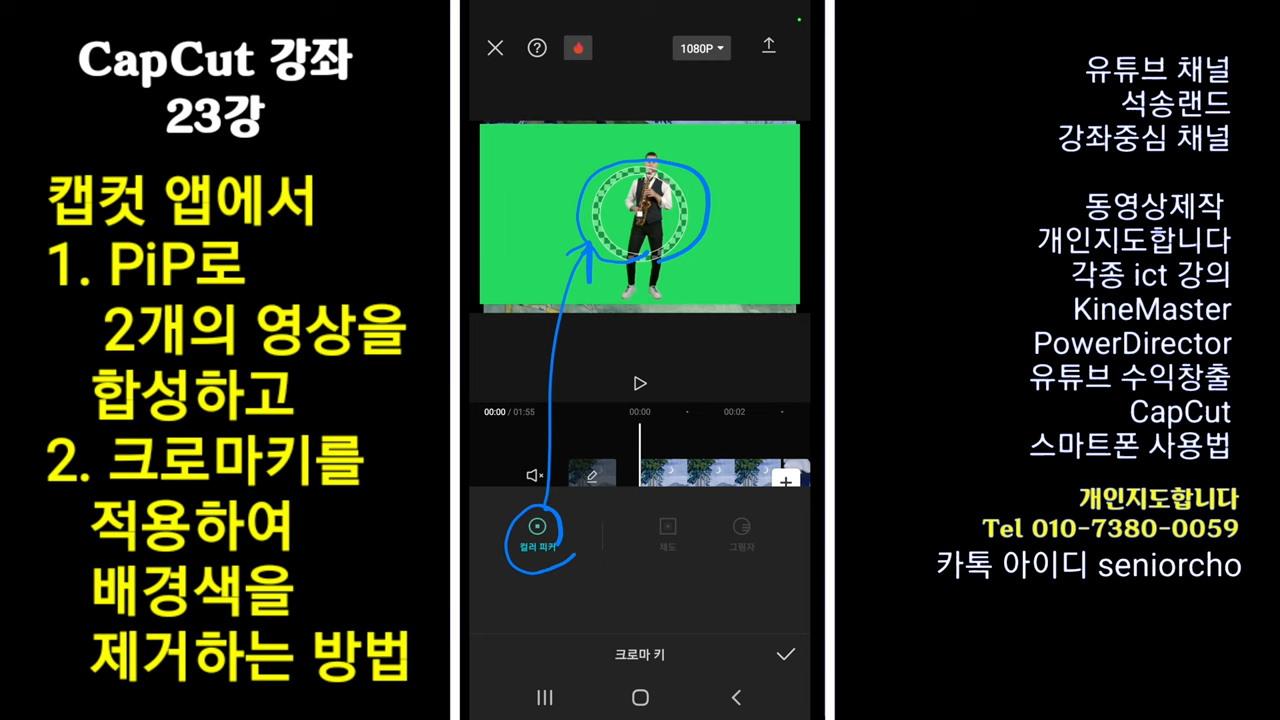 CapCut 강좌
23강
캡컷 앱에서
1. PiP로
2개의 영상을
합성하고
2. 크로마키를
적용하여
배경색을
제거하는 방법
1080P
00:00 / 01:55
00:00
00:02
컬러 피커
채도
그림자
크로마 키
유튜브 채널
석송랜드
강좌중심 채널
동영상제작
개인지도합니다
각종 ict 강의
KineMaster
PowerDirector
유튜브 수익창출
CapCut
스마트폰 사용법
개인지도합니다
Tel 010-7380-0059
카톡 아이디 seniorcho